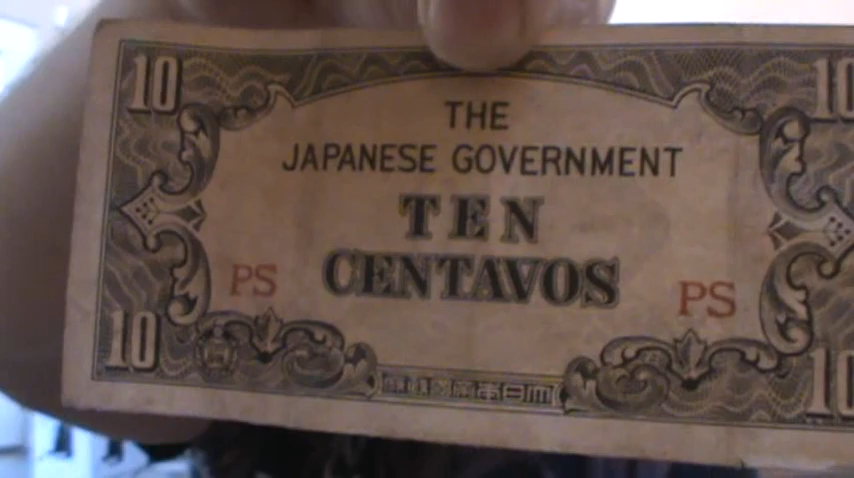 10 10
THE
JAPANESE GOVERNMENT
TEN
PS CENTAVOS PS
10 10